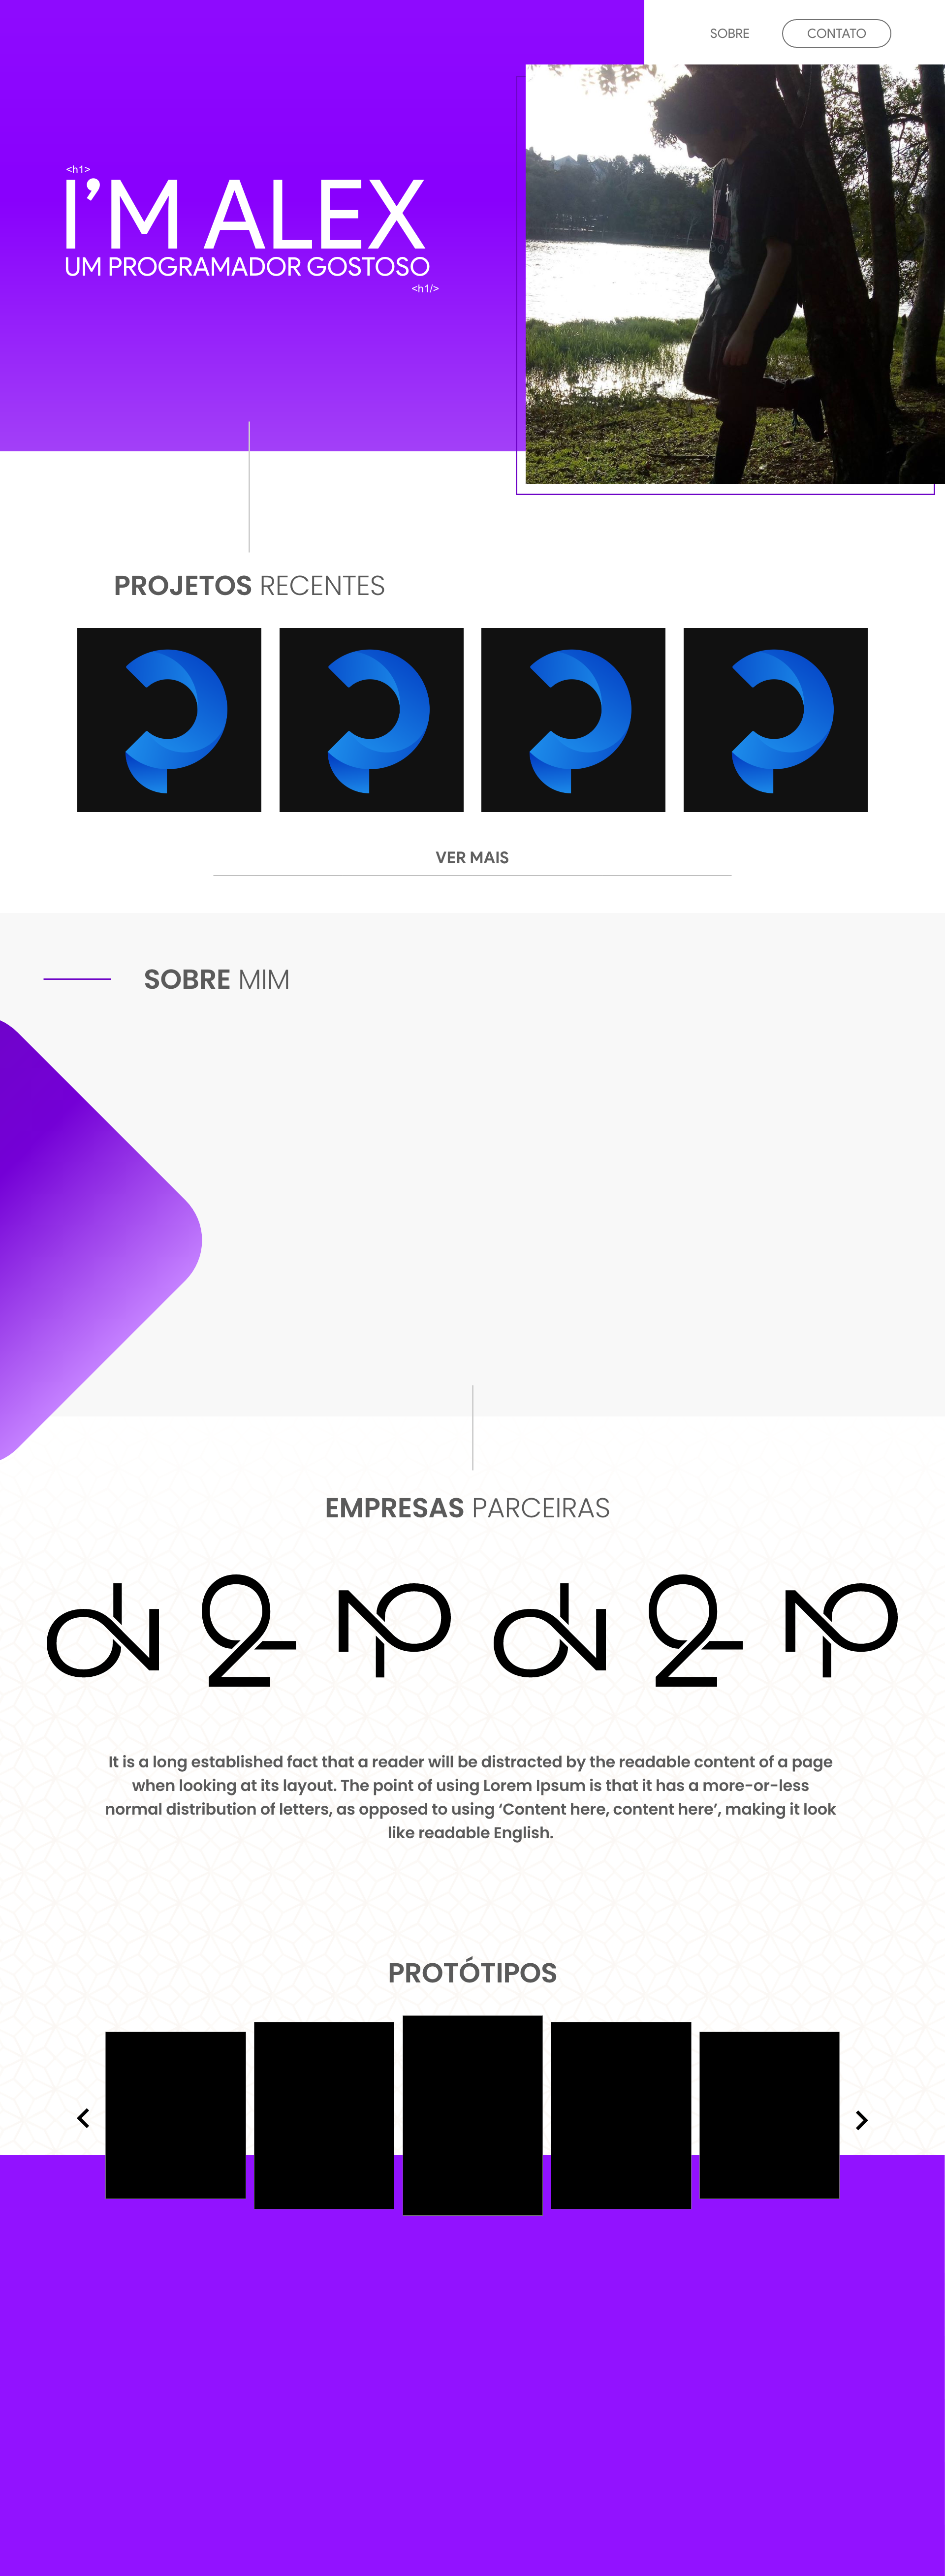 SOBRE
CONTATO
<h1>
I’M ALEX
UM PROGRAMADOR GOSTOSO
<h1/>
PROJETOS RECENTES
VER MAIS
SOBRE MIM
EMPRESAS PARCEIRAS
It is a long established fact that a reader will be distracted by the readable content of a page
when looking at its layout. The point of using Lorem Ipsum is that it has a more-or-less
normal distribution of letters, as opposed to using ‘Content here, content here’, making it look
like readable English.
PROTÓTIPOS